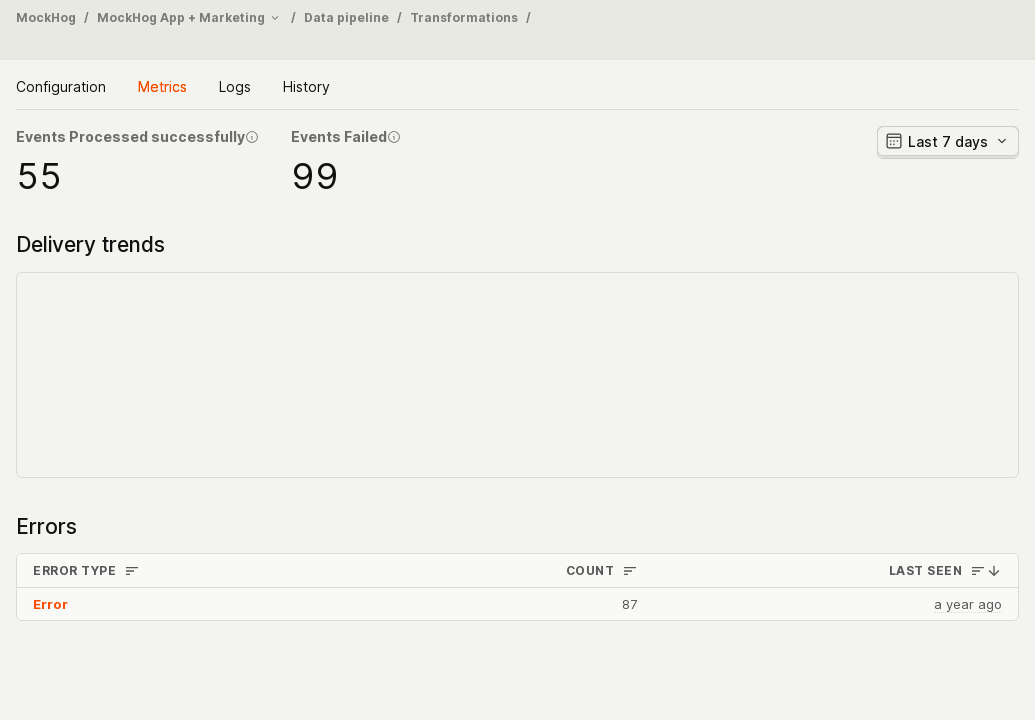 MockHog / MockHog App + Marketing / Data pipeline / Transformations /
Configuration Metrics Logs History
Events Processed successfully Events Failed Last 7 days
55 99
Delivery trends
Errors
ERROR TYPE COUNT LAST SEEN
Error 87 a year ago